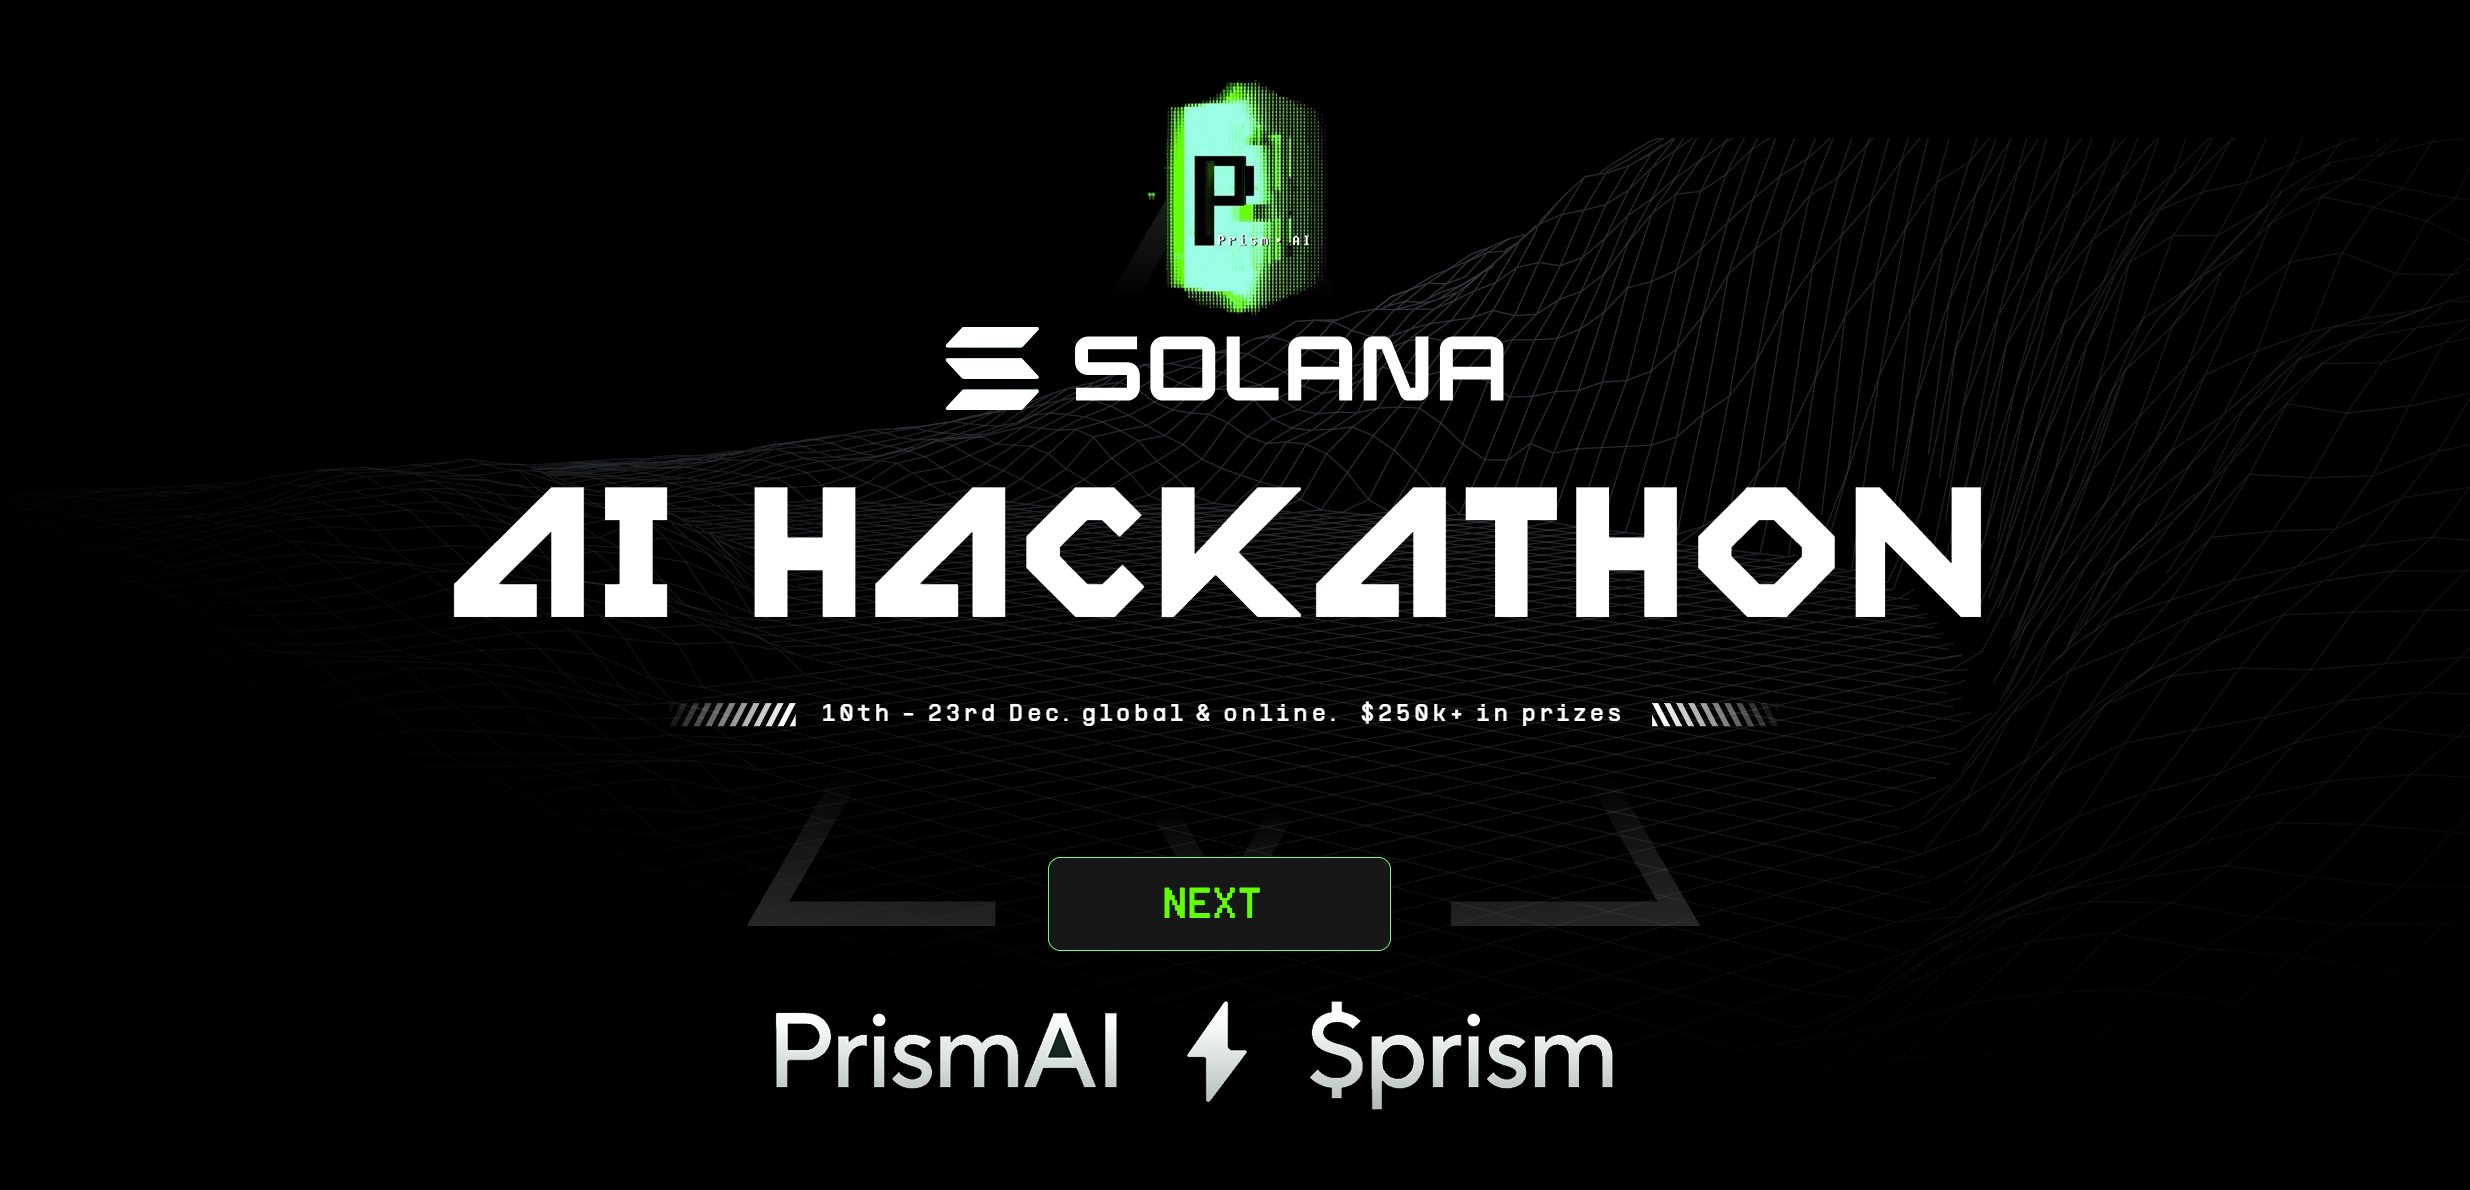 P
Prism · AI
SOLANA
AI HACKATHON
10th - 23rd Dec. global & online. $250k+ in prizes
NEXT
PrismAI $prism